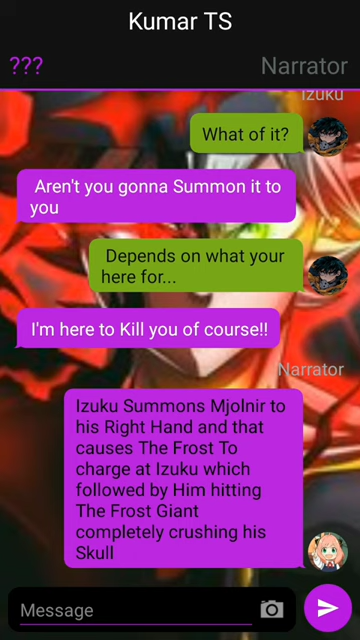 Kumar TS
???
Narrator
Izuku
What of it?
Aren't you gonna Summon it to
you
Depends on what your
here for...
I'm here to Kill you of course!!
Narrator
Izuku Summons Mjolnir to
his Right Hand and that
causes The Frost To
charge at Izuku which
followed by Him hitting
The Frost Giant
completely crushing his
Skull
Message